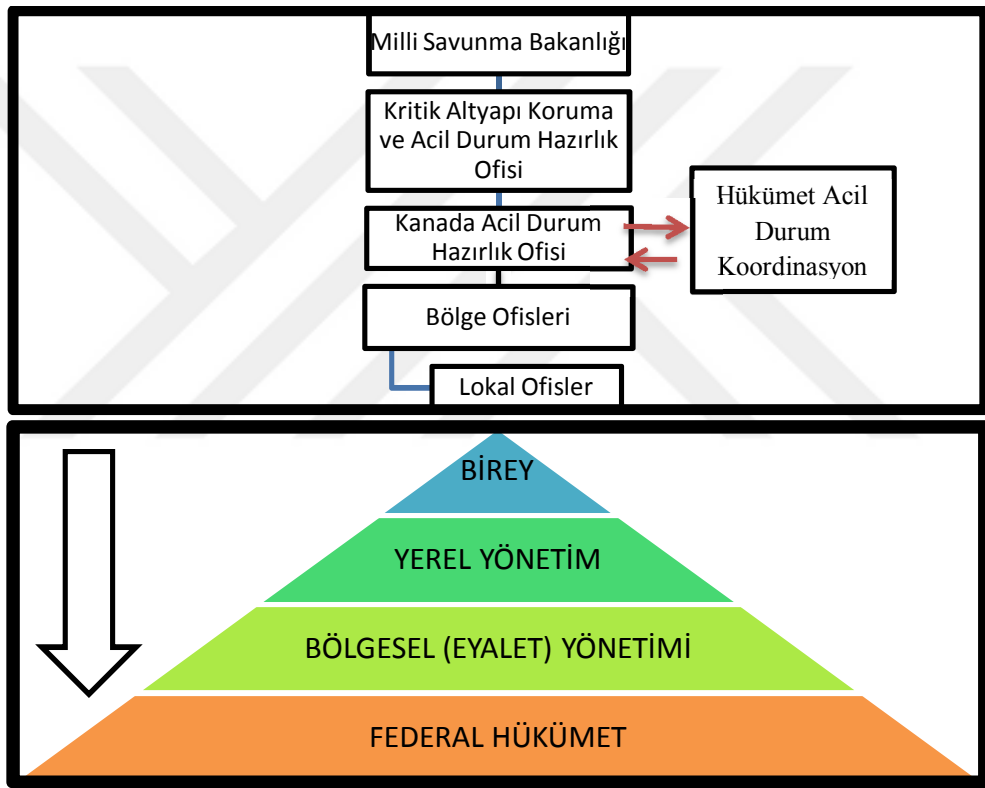 Milli Savunma Bakanlığı
Kritik Altyapı Koruma
ve Acil Durum Hazırlık
Ofisi
Kanada Acil Durum
Hazırlık Ofisi
Hükümet Acil
Durum
Koordinasyon
Bölge Ofisleri
Lokal Ofisler
BİREY
YEREL YÖNETİM
BÖLGESEL (EYALET) YÖNETİMİ
FEDERAL HÜKÜMET